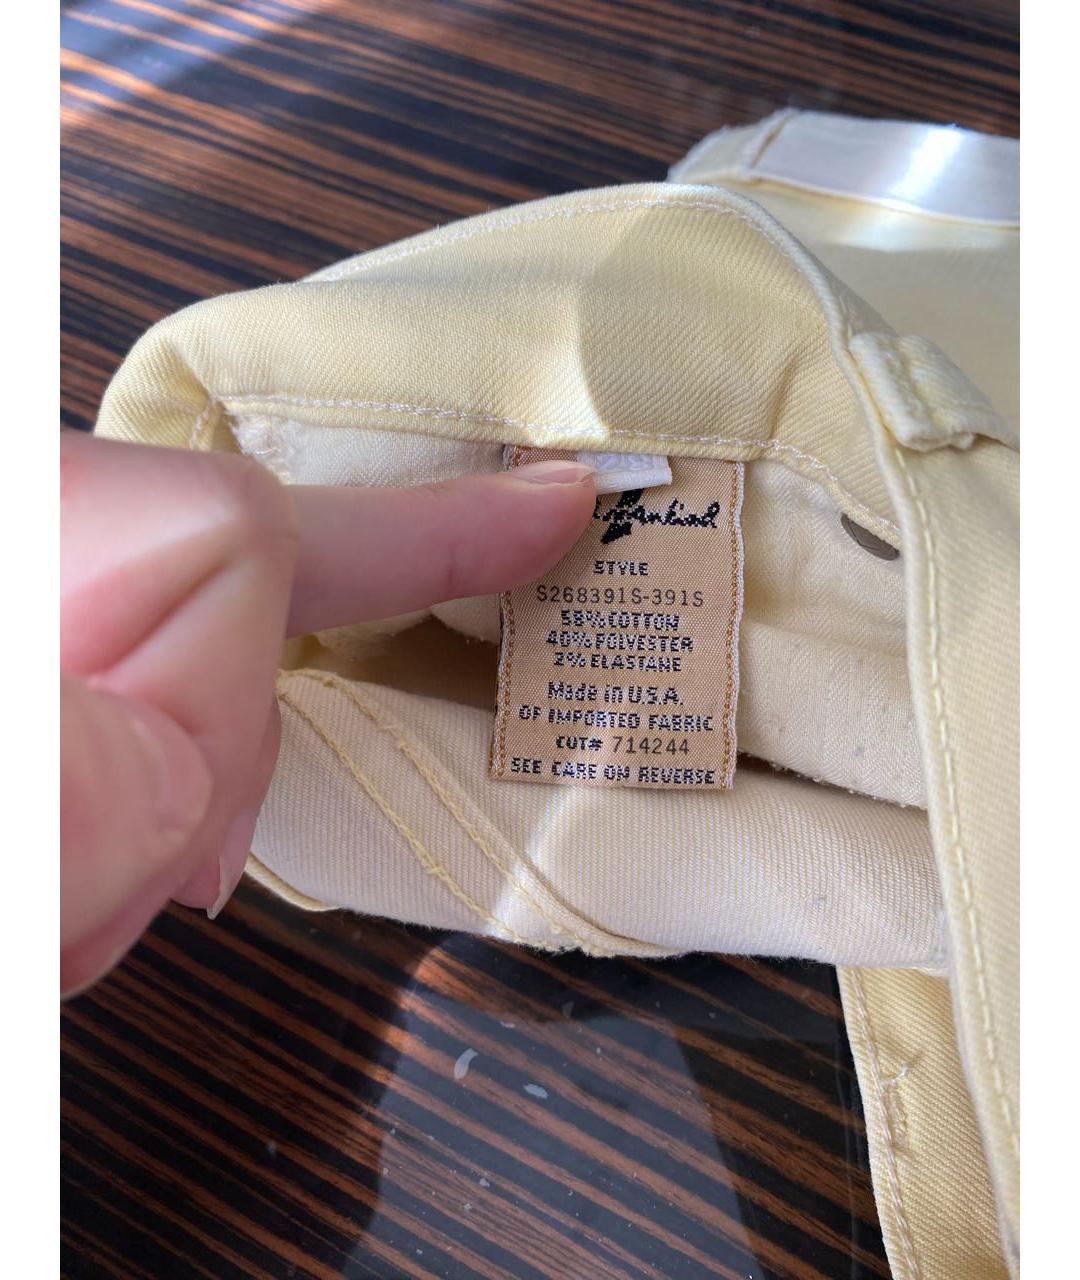 Mankind
STYLE
S268391S-391S
58% COTTON
40% POLYESTER
2% ELASTANE
Made in U.S.A.
OF IMPORTED FABRIC
CUT# 714244
SEE CARE ON REVERSE